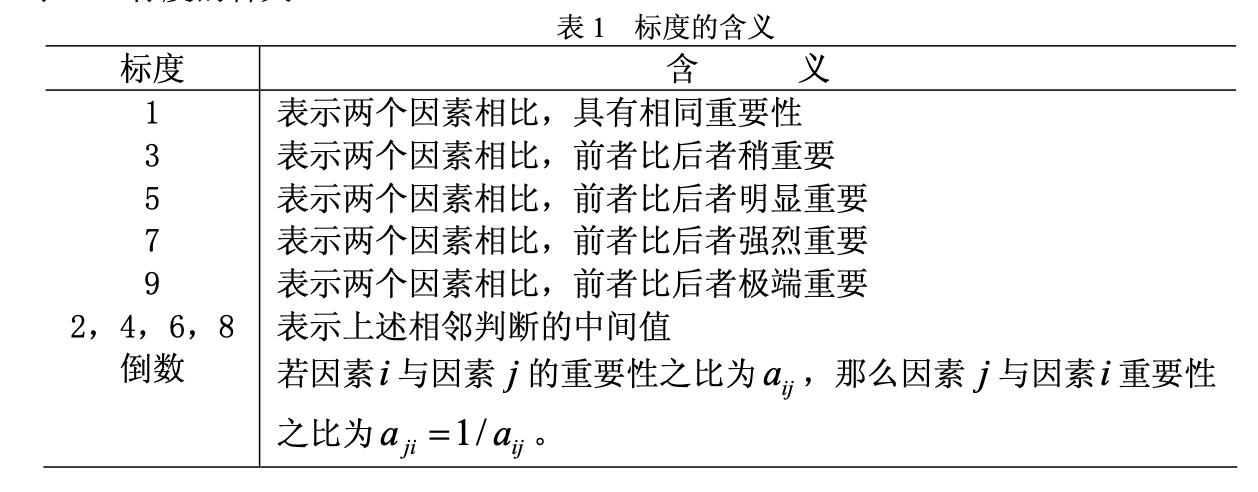 表 1 标度的含义
标度 含 义
1 表示两个因素相比，具有相同重要性
3 表示两个因素相比，前者比后者稍重要
5 表示两个因素相比，前者比后者明显重要
7 表示两个因素相比，前者比后者强烈重要
9 表示两个因素相比，前者比后者极端重要
2，4，6，8 表示上述相邻判断的中间值
倒数 若因素 i 与因素 j 的重要性之比为 a_{ij}，那么因素 j 与因素 i 重要性
之比为 a_{ji} = 1/a_{ij}。